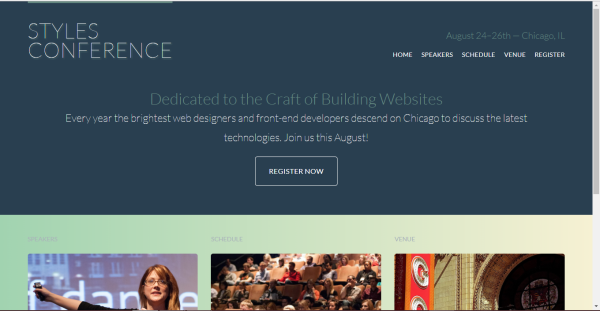 STYLES
CONFERENCE
August 24–26th — Chicago, IL
HOME SPEAKERS SCHEDULE VENUE REGISTER
Dedicated to the Craft of Building Websites
Every year the brightest web designers and front-end developers descend on Chicago to discuss the latest
technologies. Join us this August!
REGISTER NOW
SPEAKERS SCHEDULE VENUE